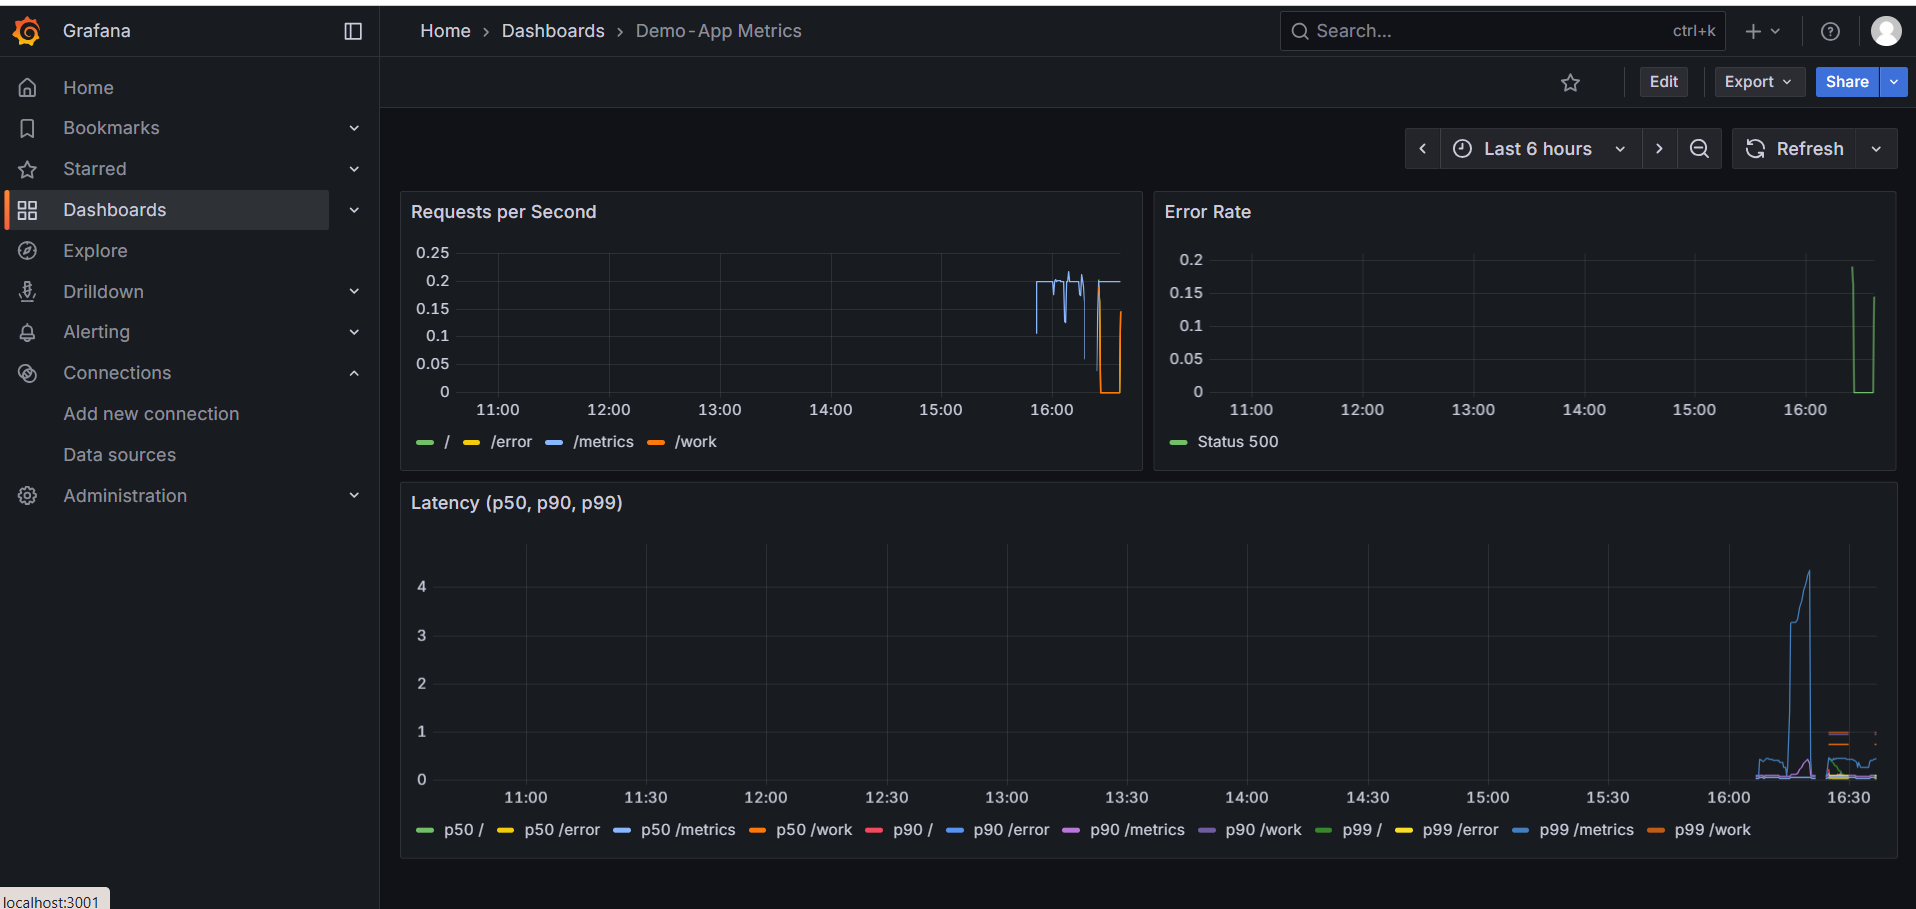 Grafana
Home › Dashboards › Demo-App Metrics
Search... ctrl+k
Home
Bookmarks
Starred
Dashboards
Explore
Drilldown
Alerting
Connections
Add new connection
Data sources
Administration
Edit
Export
Share
Last 6 hours
Refresh
Requests per Second
0.25
0.2
0.15
0.1
0.05
0
11:00 12:00 13:00 14:00 15:00 16:00
/ /error /metrics /work
Error Rate
0.2
0.15
0.1
0.05
0
11:00 12:00 13:00 14:00 15:00 16:00
Status 500
Latency (p50, p90, p99)
4
3
2
1
0
11:00 11:30 12:00 12:30 13:00 13:30 14:00 14:30 15:00 15:30 16:00 16:30
p50 / p50 /error p50 /metrics p50 /work p90 / p90 /error p90 /metrics p90 /work p99 / p99 /error p99 /metrics p99 /work
localhost:3001